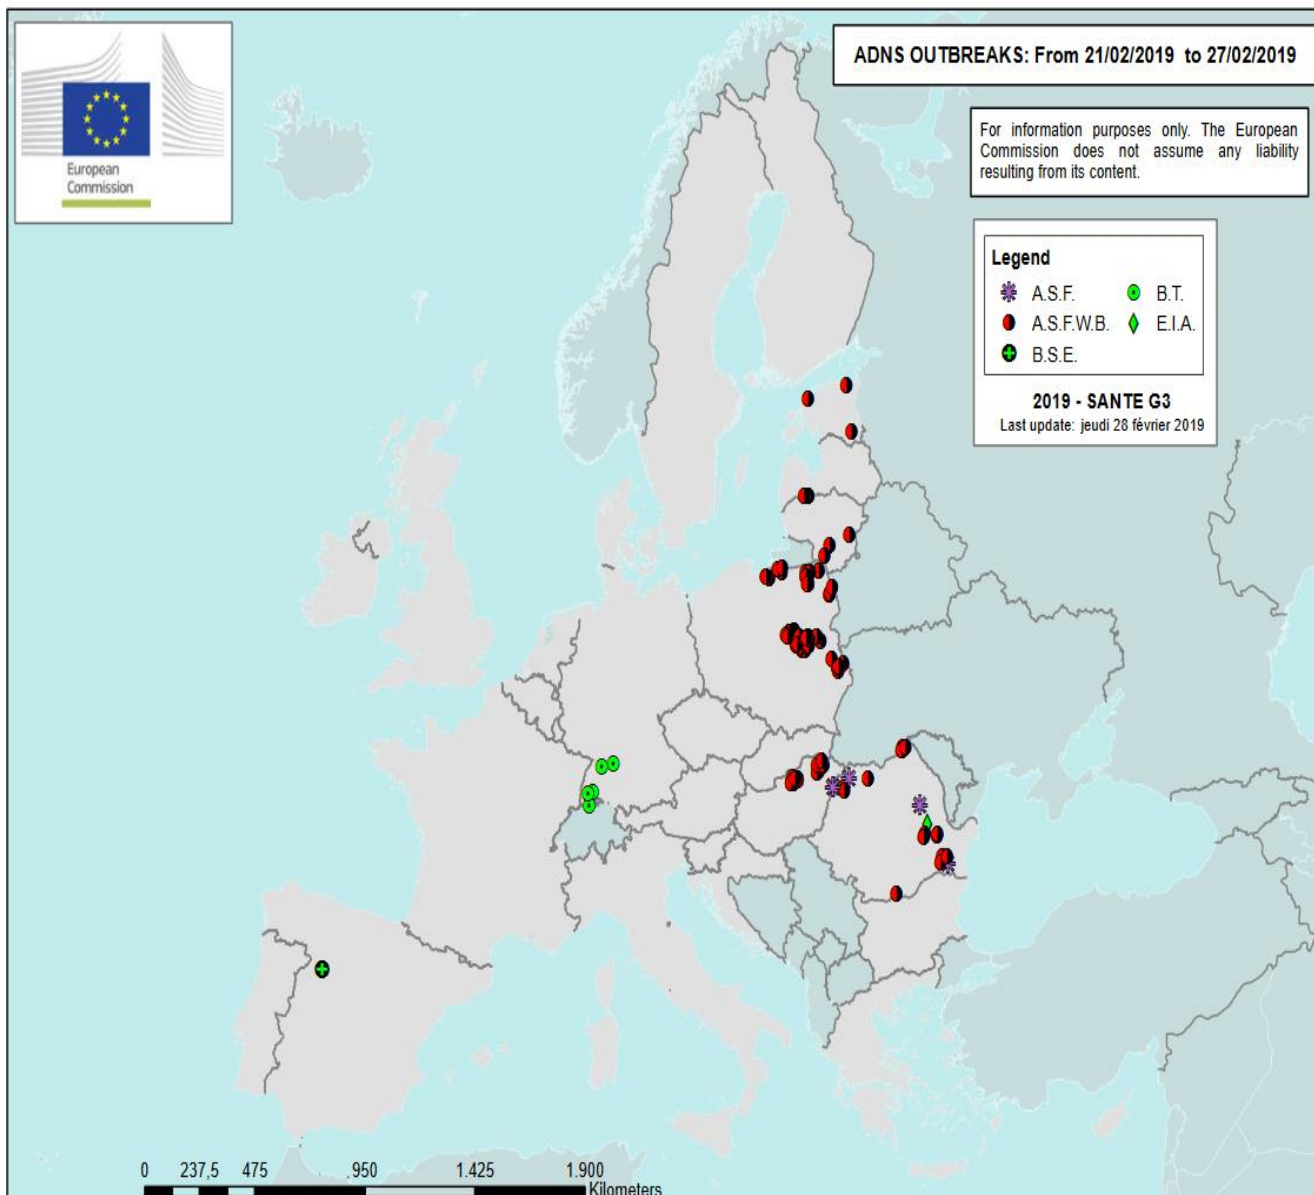 European
Commission
ADNS OUTBREAKS: From 21/02/2019 to 27/02/2019
For information purposes only. The European
Commission does not assume any liability
resulting from its content.
Legend
A.S.F.
B.T.
A.S.F.W.B.
E.I.A.
B.S.E.
2019 - SANTE G3
Last update: jeudi 28 février 2019
0 237,5 475 950 1.425 1.900
Kilometers